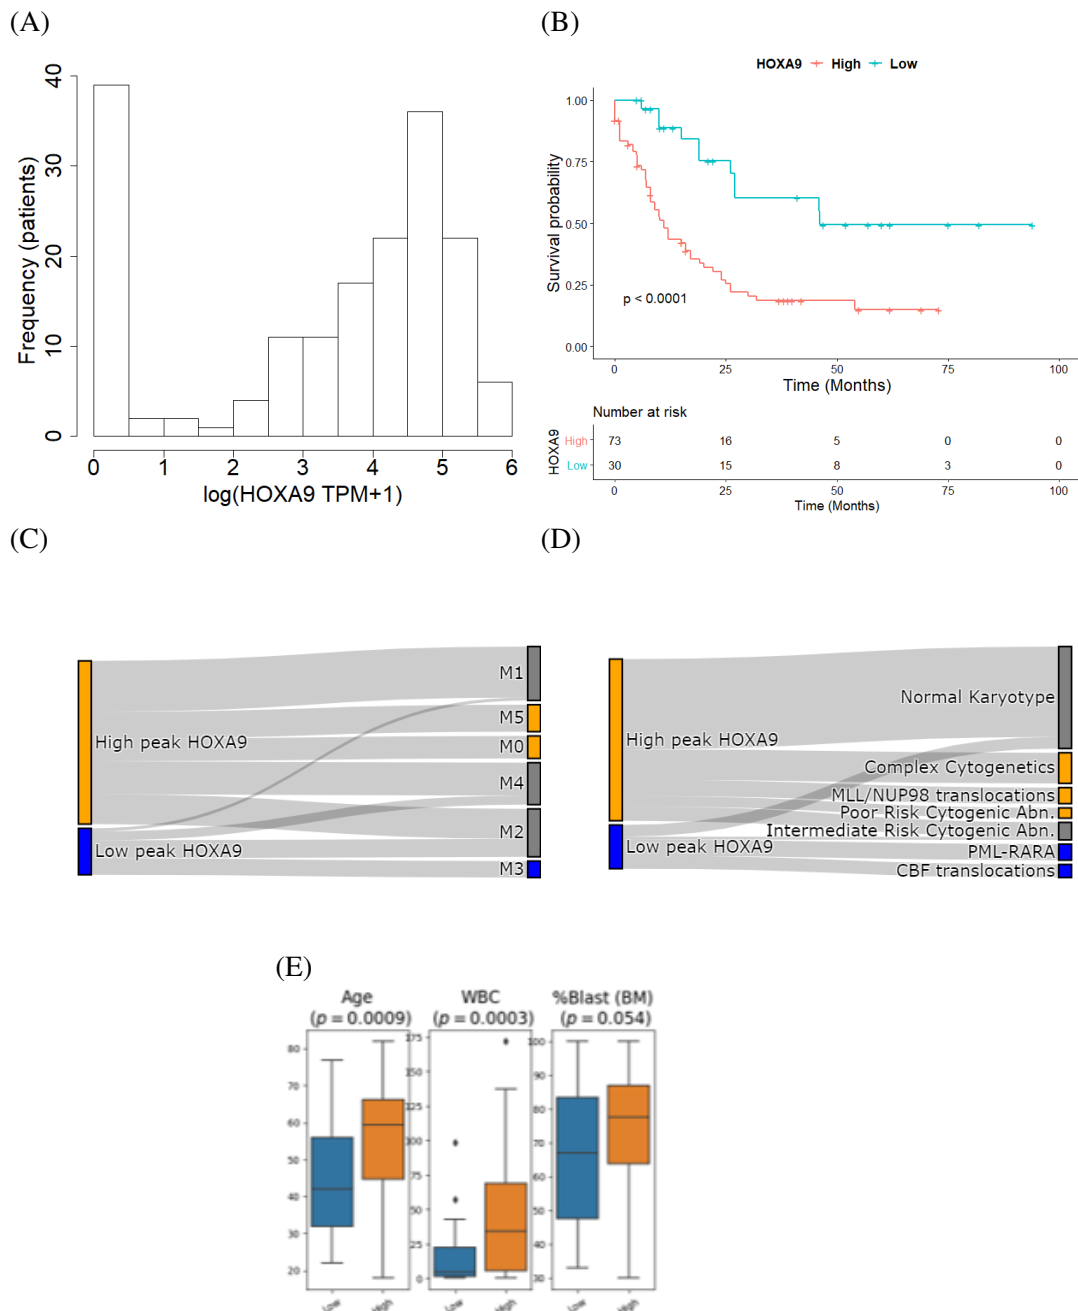 (A)
(B)
40
30
20
10
0
Frequency (patients)
0 1 2 3 4 5 6
log(HOXA9 TPM+1)
HOXA9 High Low
1.00
0.75
0.50
0.25
0.00
Survival probability
p < 0.0001
0 25 50 75 100
Time (Months)
Number at risk
HOXA9
High 73 16 5 0 0
Low 30 15 8 3 0
0 25 50 75 100
Time (Months)
(C)
(D)
High peak HOXA9
Low peak HOXA9
M1
M5
M0
M4
M2
M3
High peak HOXA9
Low peak HOXA9
Normal Karyotype
Complex Cytogenetics
MLL/NUP98 translocations
Poor Risk Cytogenic Abn.
Intermediate Risk Cytogenic Abn.
PML-RARA
CBF translocations
(E)
Age
(p = 0.0009)
80
70
60
50
40
30
20
Low High
WBC
(p = 0.0003)
175
150
125
100
75
50
25
0
Low High
%Blast (BM)
(p = 0.054)
100
90
80
70
60
50
40
30
Low High